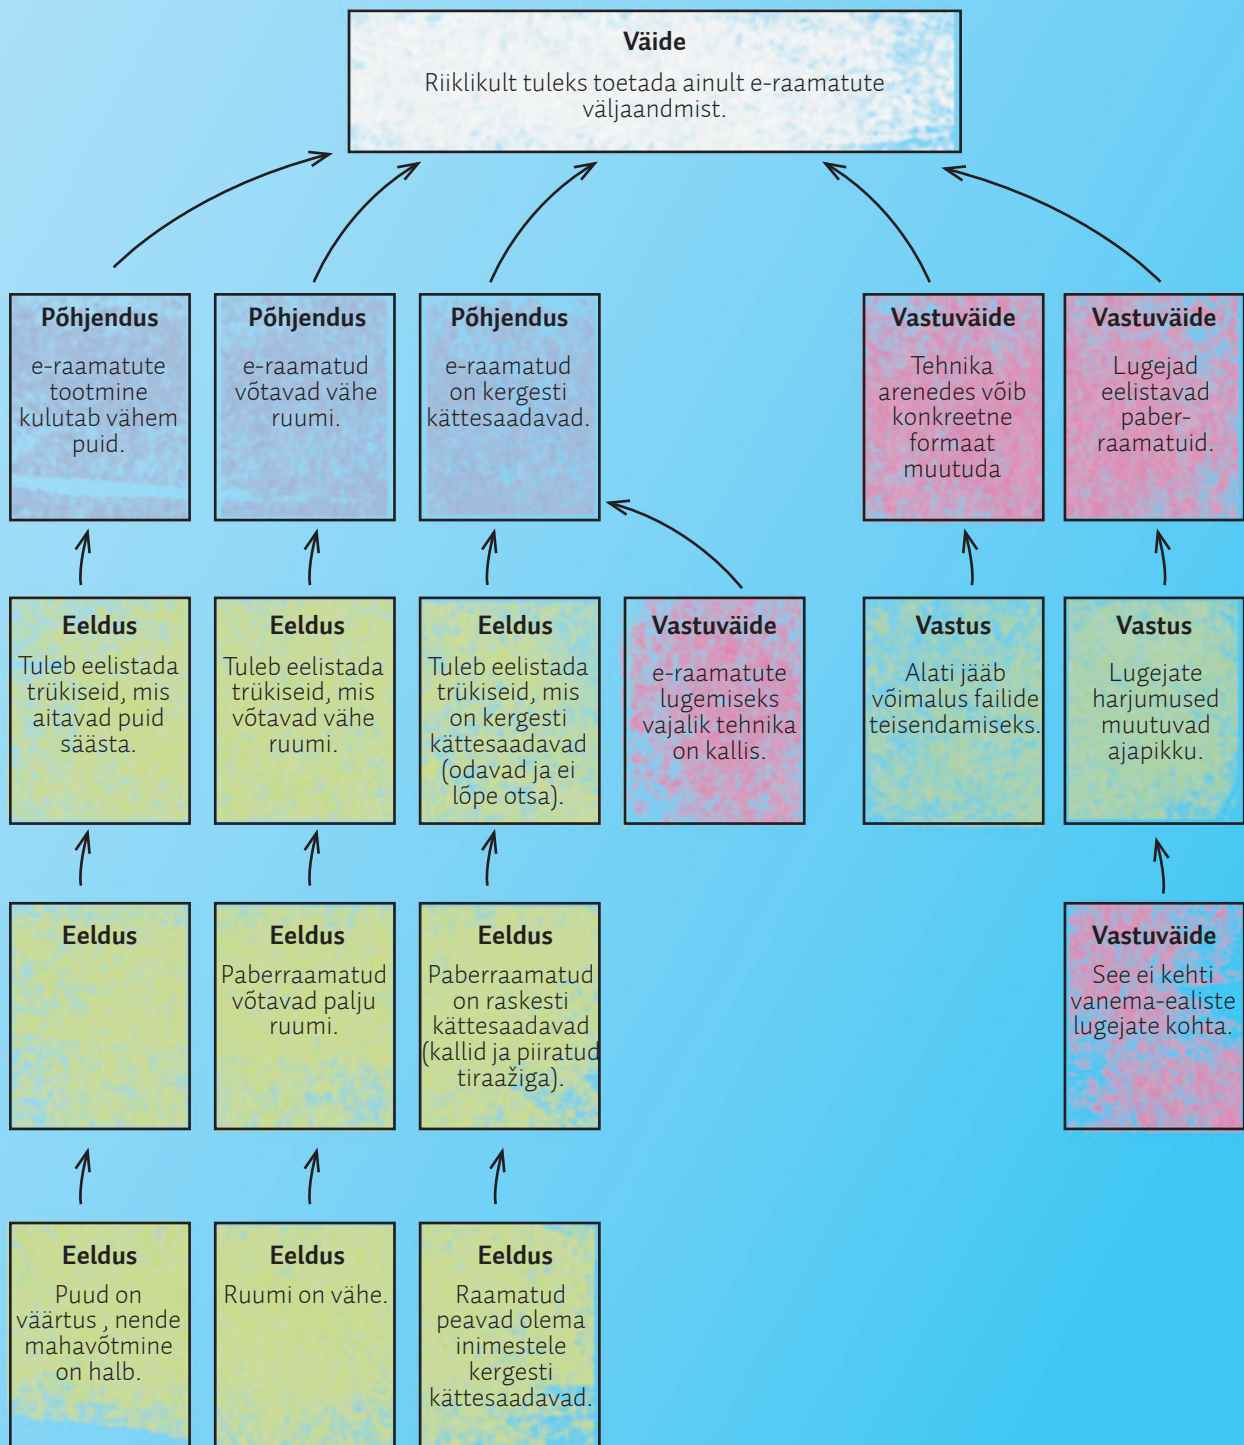 Väide
Riiklikult tuleks toetada ainult e-raamatute
väljaandmist.
Põhjendus
e-raamatute
tootmine
kulutab vähem
puid.
Põhjendus
e-raamatud
võtavad vähe
ruumi.
Põhjendus
e-raamatud
on kergesti
kättesaadavad.
Vastuväide
Tehnika
arenedes võib
konkreetne
formaat
muutuda
Vastuväide
Lugejad
eelistavad
paber-
raamatuid.
Eeldus
Tuleb eelistada
trükiseid, mis
aitavad puid
säästa.
Eeldus
Tuleb eelistada
trükiseid, mis
võtavad vähe
ruumi.
Eeldus
Tuleb eelistada
trükiseid, mis
on kergesti
kättesaadavad
(odavad ja ei
lõpe otsa).
Vastuväide
e-raamatute
lugemiseks
vajalik tehnika
on kallis.
Vastus
Alati jääb
võimalus failide
teisendamiseks.
Vastus
Lugejate
harjumused
muutuvad
ajapikku.
Eeldus
Eeldus
Paberraamatud
võtavad palju
ruumi.
Eeldus
Paberraamatud
on raskesti
kättesaadavad
(kallid ja piiratud
tiraažiga).
Vastuväide
See ei kehti
vanema-ealiste
lugejate kohta.
Eeldus
Puud on
väärtus , nende
mahavõtmine
on halb.
Eeldus
Ruumi on vähe.
Eeldus
Raamatud
peavad olema
inimestele
kergesti
kättesaadavad.